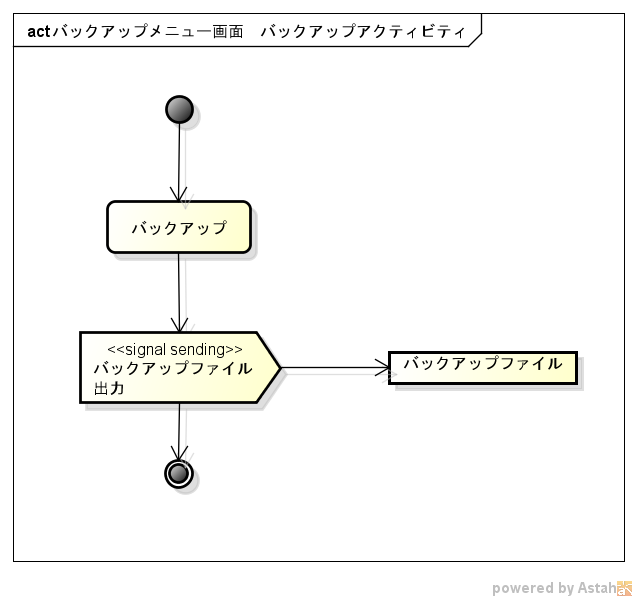 act バックアップメニュー画面　バックアップアクティビティ
バックアップ
<<signal sending>>
バックアップファイル
出力
バックアップファイル
powered by Astah